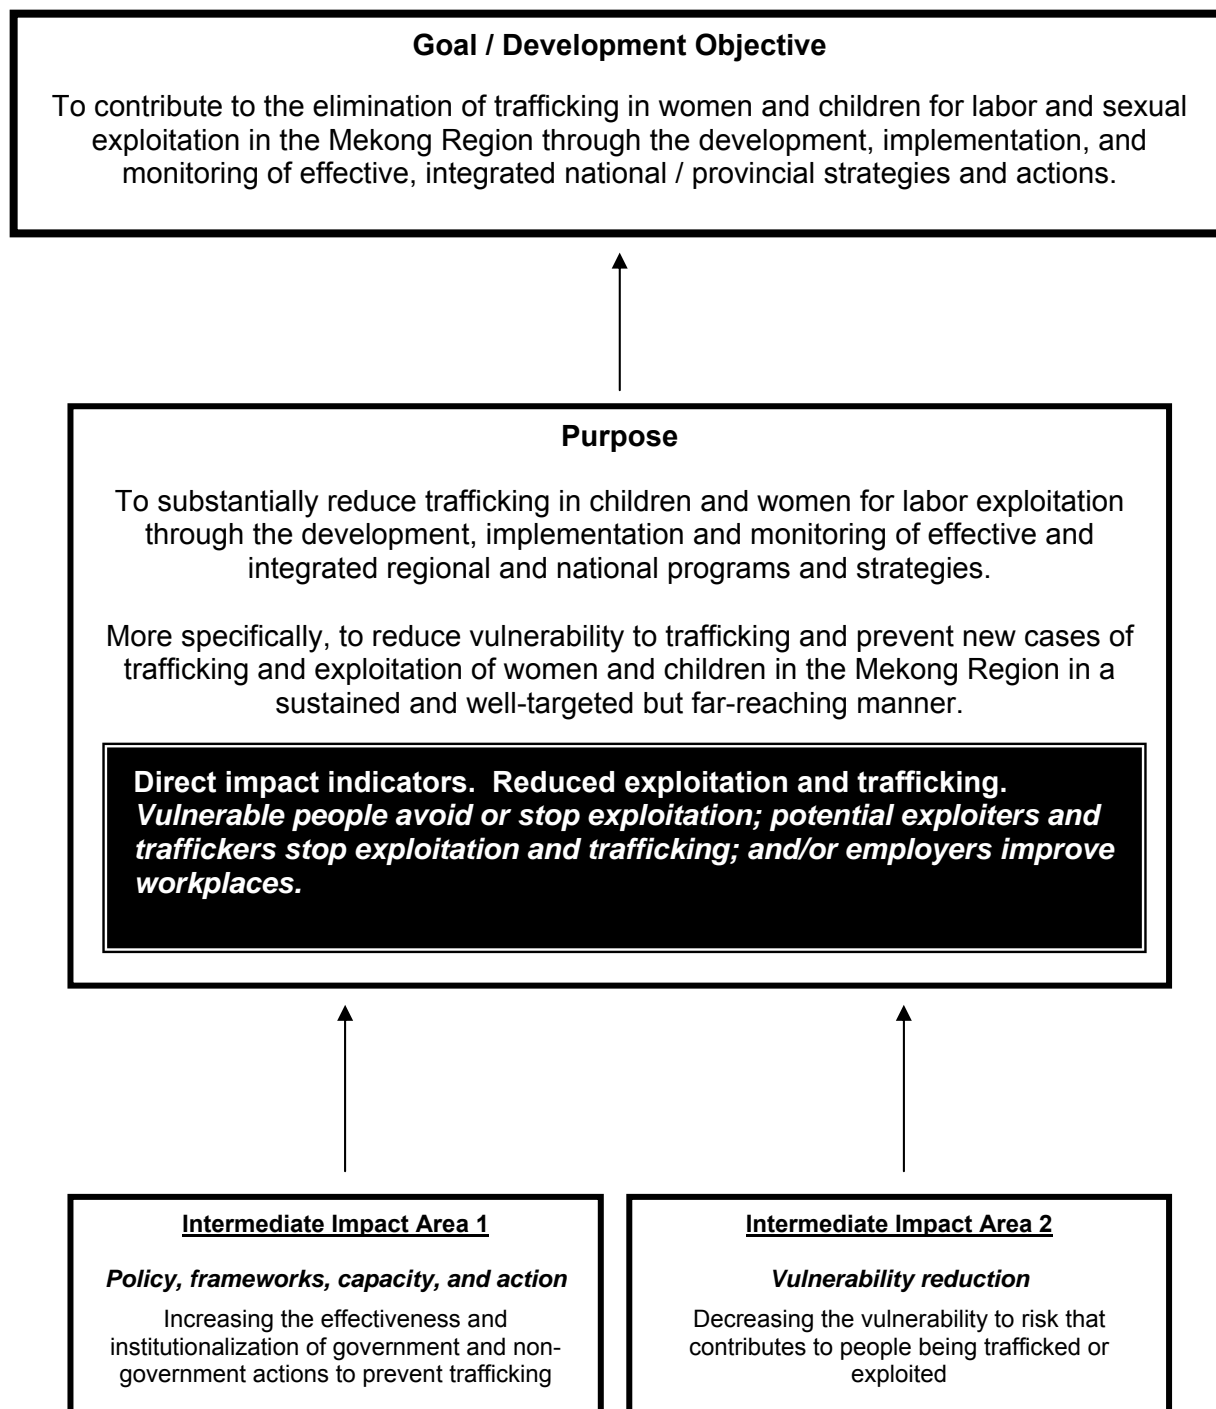 Goal / Development Objective
To contribute to the elimination of trafficking in women and children for labor and sexual
exploitation in the Mekong Region through the development, implementation, and
monitoring of effective, integrated national / provincial strategies and actions.
Purpose
To substantially reduce trafficking in children and women for labor exploitation
through the development, implementation and monitoring of effective and
integrated regional and national programs and strategies.
More specifically, to reduce vulnerability to trafficking and prevent new cases of
trafficking and exploitation of women and children in the Mekong Region in a
sustained and well-targeted but far-reaching manner.
Direct impact indicators.  Reduced exploitation and trafficking.
Vulnerable people avoid or stop exploitation; potential exploiters and
traffickers stop exploitation and trafficking; and/or employers improve
workplaces.
Intermediate Impact Area 1
Policy, frameworks, capacity, and action
Increasing the effectiveness and
institutionalization of government and non-
government actions to prevent trafficking
Intermediate Impact Area 2
Vulnerability reduction
Decreasing the vulnerability to risk that
contributes to people being trafficked or
exploited